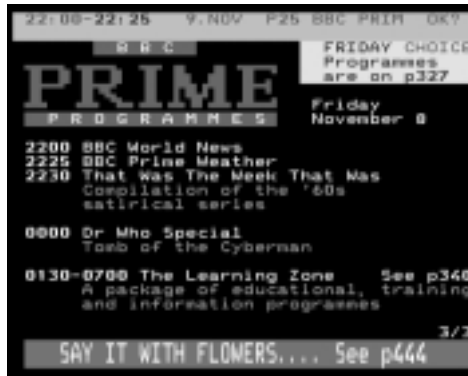 22:00-22:25 9.NOV P25 BBC PRIM OK?
BBC
PRIME
PROGRAMMES
FRIDAY CHOICE
Programmes
are on p327
Friday
November 8
2200 BBC World News
2225 BBC Prime Weather
2230 That Was The Week That Was
Compilation of the '60s
satirical series
0000 Dr Who Special
Tomb of the Cyberman
0130-0700 The Learning Zone See p340
A package of educational, training
and information programmes
3/3
SAY IT WITH FLOWERS.... See p444